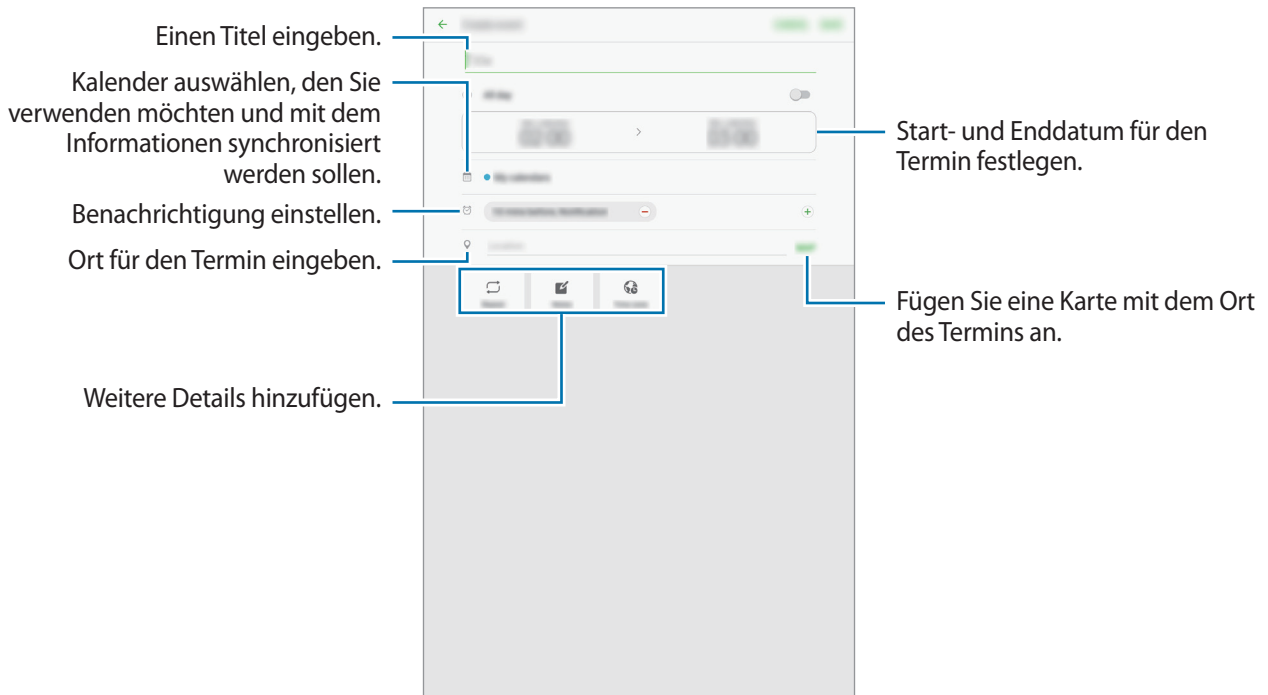 Einen Titel eingeben.
Kalender auswählen, den Sie
verwenden möchten und mit dem
Informationen synchronisiert
werden sollen.
Benachrichtigung einstellen.
Ort für den Termin eingeben.
Weitere Details hinzufügen.
Start- und Enddatum für den
Termin festlegen.
Fügen Sie eine Karte mit dem Ort
des Termins an.